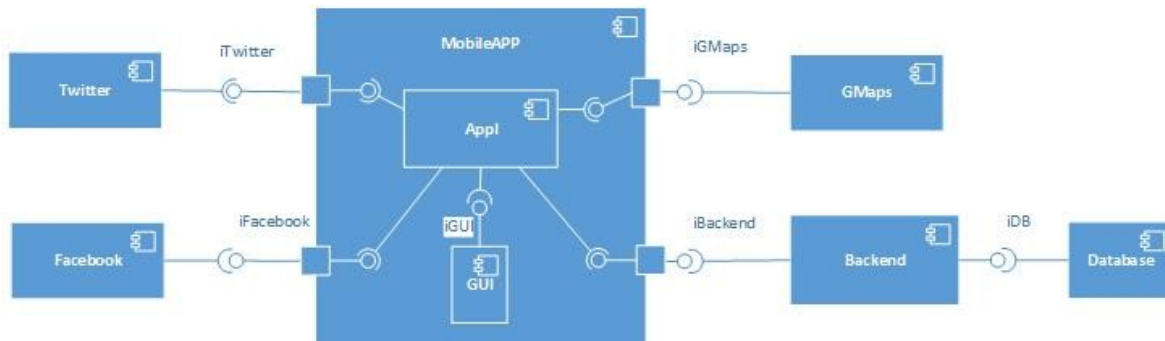 MobileAPP
iTwitter
iGMaps
Twitter
GMaps
Appl
iFacebook
iGUI
iBackend
iDB
Facebook
GUI
Backend
Database